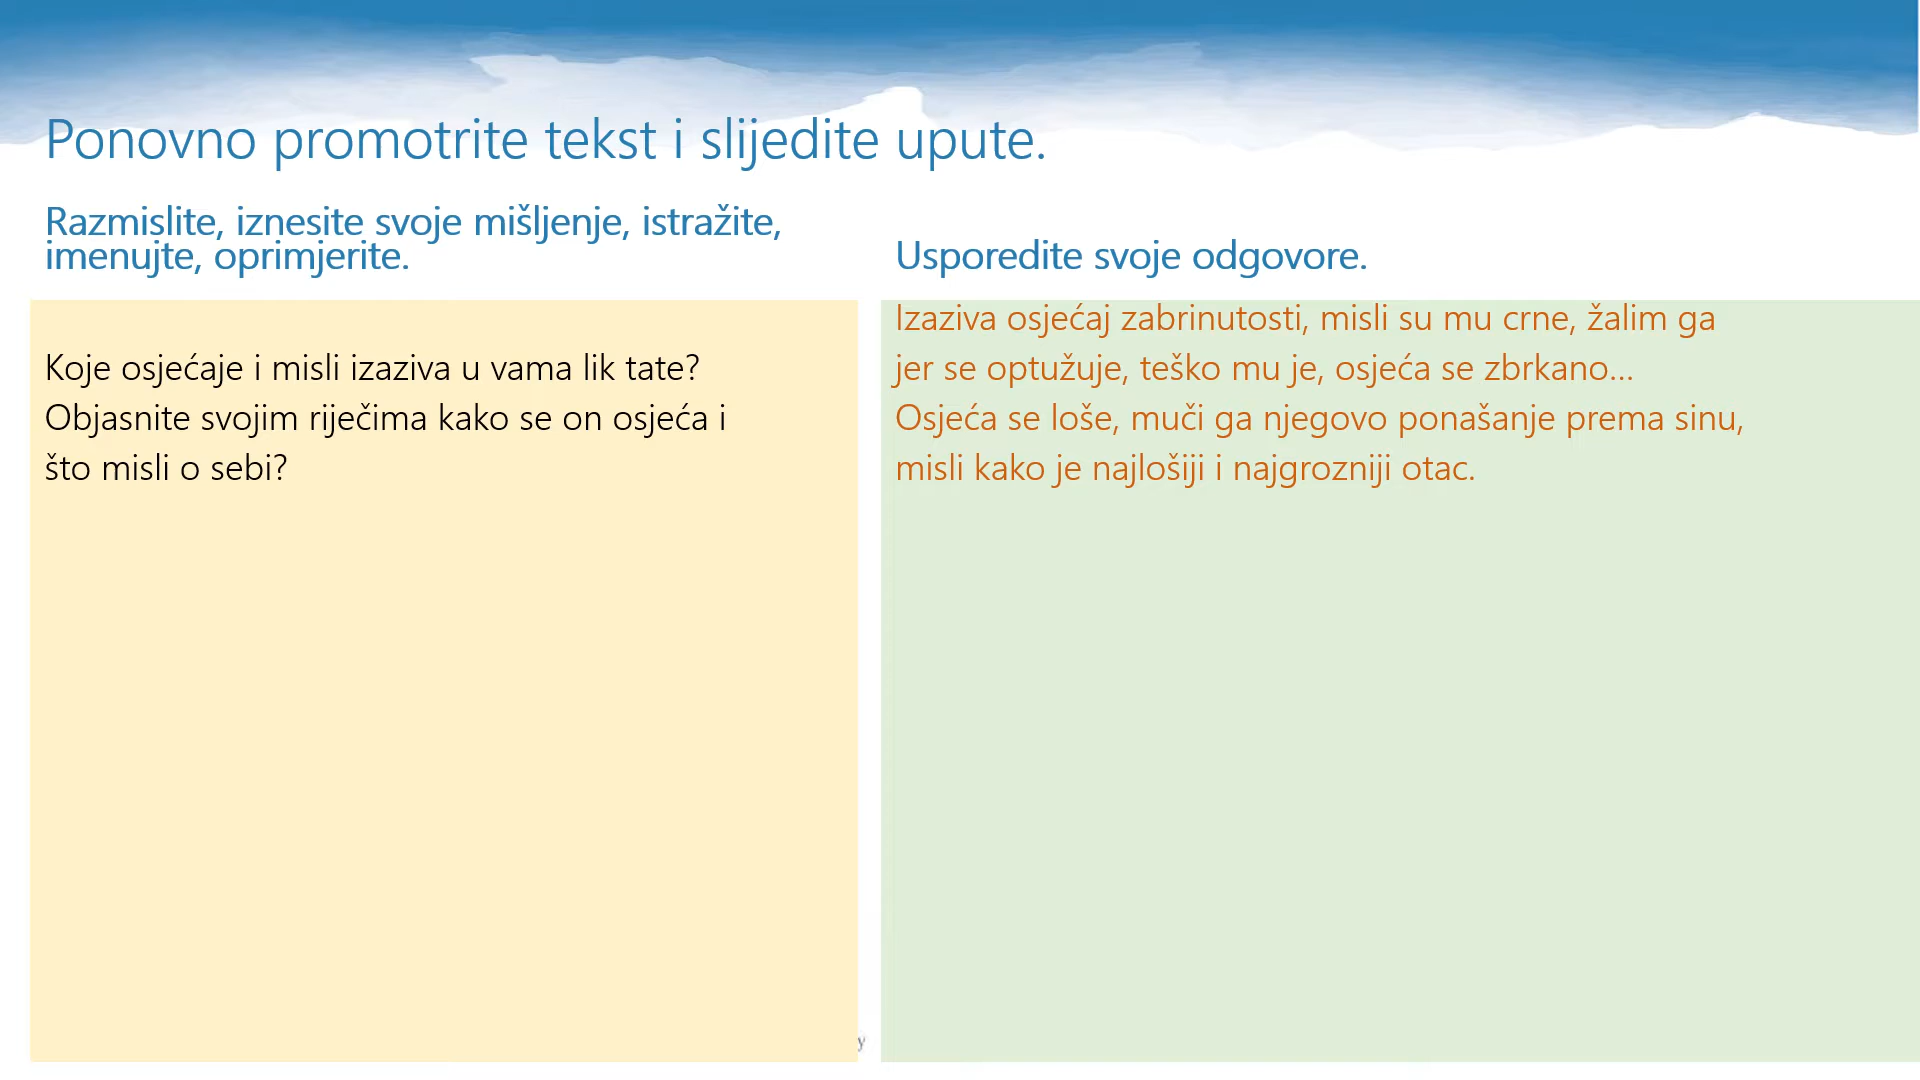 Ponovno promotrite tekst i slijedite upute.
Razmislite, iznesite svoje mišljenje, istražite,
imenujte, oprimjerite.
Koje osjećaje i misli izaziva u vama lik tate?
Objasnite svojim riječima kako se on osjeća i
što misli o sebi?
Usporedite svoje odgovore.
Izaziva osjećaj zabrinutosti, misli su mu crne, žalim ga
jer se optužuje, teško mu je, osjeća se zbrkano...
Osjeća se loše, muči ga njegovo ponašanje prema sinu,
misli kako je najlošiji i najgrozniji otac.